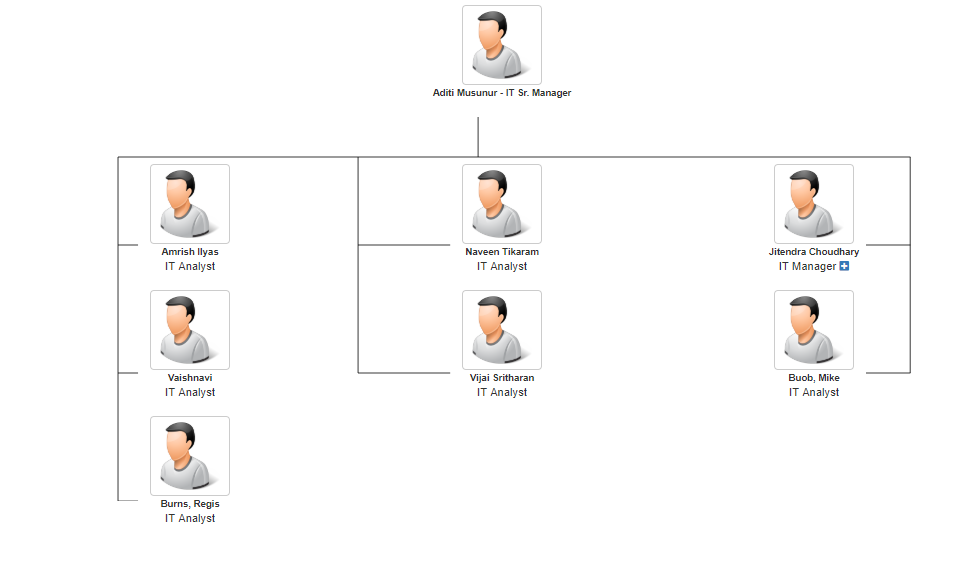 Aditi Musunur - IT Sr. Manager
Amrish Ilyas
IT Analyst
Naveen Tikaram
IT Analyst
Jitendra Choudhary
IT Manager
Vaishnavi
IT Analyst
Vijai Sritharan
IT Analyst
Buob, Mike
IT Analyst
Burns, Regis
IT Analyst